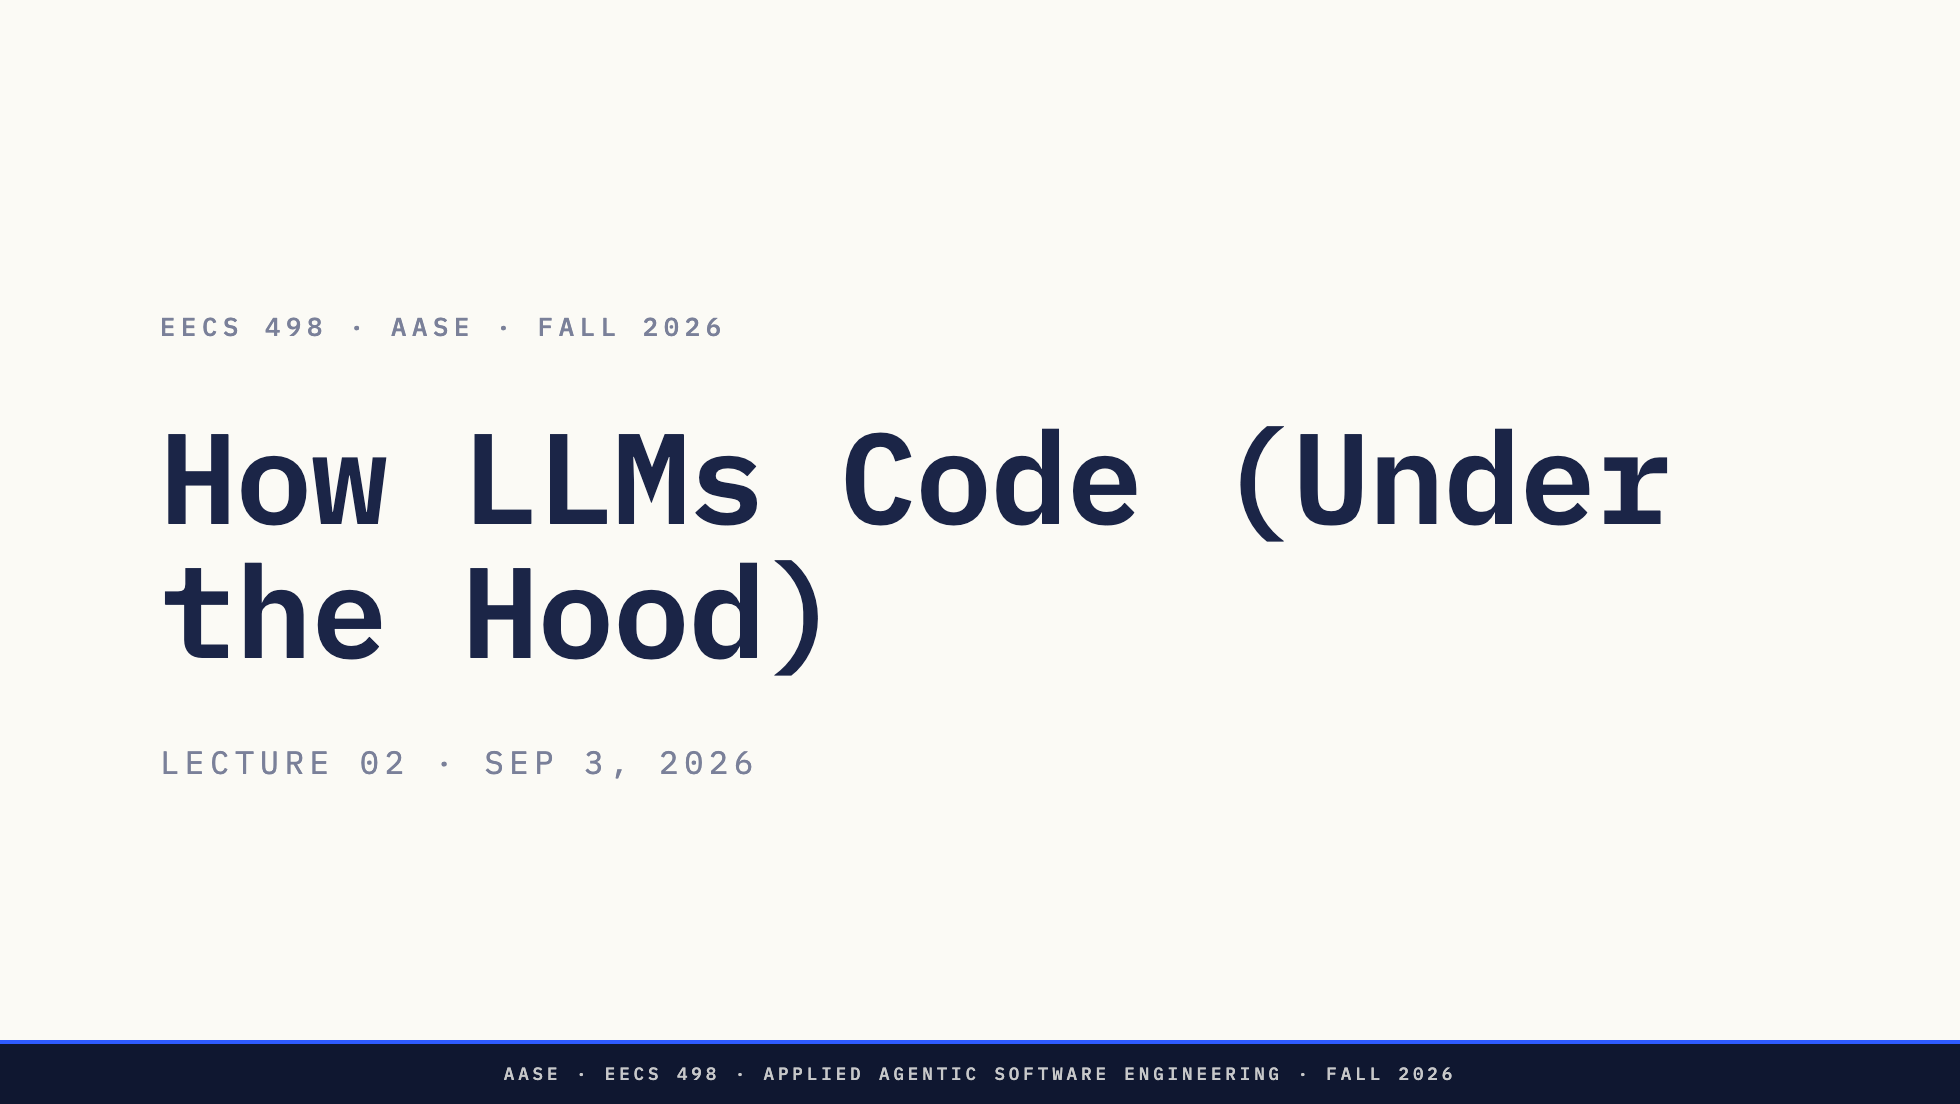 EECS 498 · AASE · FALL 2026
How LLMs Code (Under
the Hood)
LECTURE 02 · SEP 3, 2026
AASE · EECS 498 · APPLIED AGENTIC SOFTWARE ENGINEERING · FALL 2026